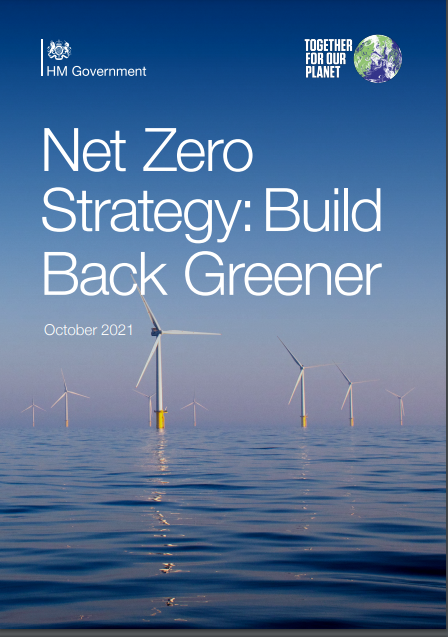 HM Government
TOGETHER
FOR OUR
PLANET
Net Zero
Strategy: Build
Back Greener
October 2021